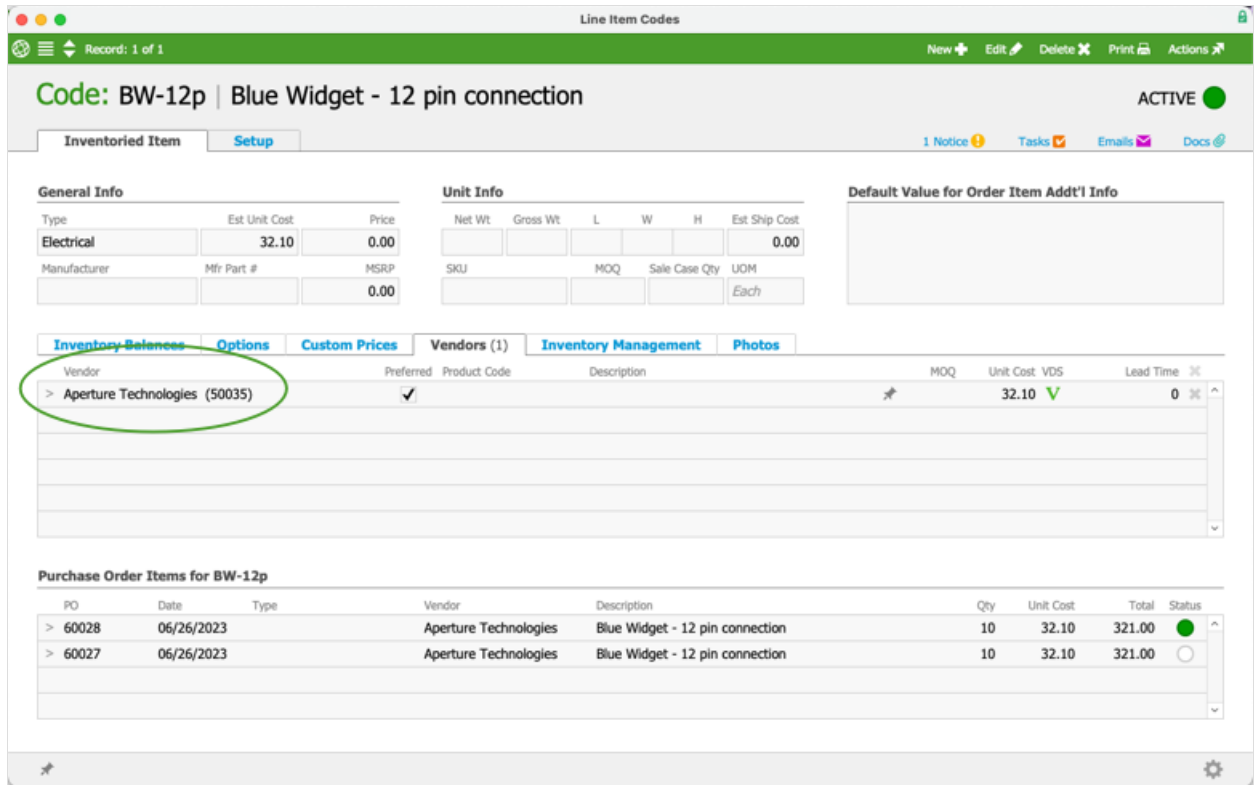 Line Item Codes
Record: 1 of 1 New Edit Delete Print Actions
Code: BW-12p | Blue Widget - 12 pin connection
ACTIVE
Inventoried Item Setup 1 Notice Tasks Emails Docs
General Info Unit Info Default Value for Order Item Addt'l Info
Type Est Unit Cost Price Net Wt Gross Wt L W H Est Ship Cost
Electrical 32.10 0.00 0.00
Manufacturer Mfr Part # MSRP SKU MOQ Sale Case Qty UOM
0.00 Each
Inventory Balances Options Custom Prices Vendors (1) Inventory Management Photos
Vendor Preferred Product Code Description MOQ Unit Cost VDS Lead Time
> Aperture Technologies (50035) 32.10 V 0
Purchase Order Items for BW-12p
PO Date Type Vendor Description Qty Unit Cost Total Status
> 60028 06/26/2023 Aperture Technologies Blue Widget - 12 pin connection 10 32.10 321.00
> 60027 06/26/2023 Aperture Technologies Blue Widget - 12 pin connection 10 32.10 321.00